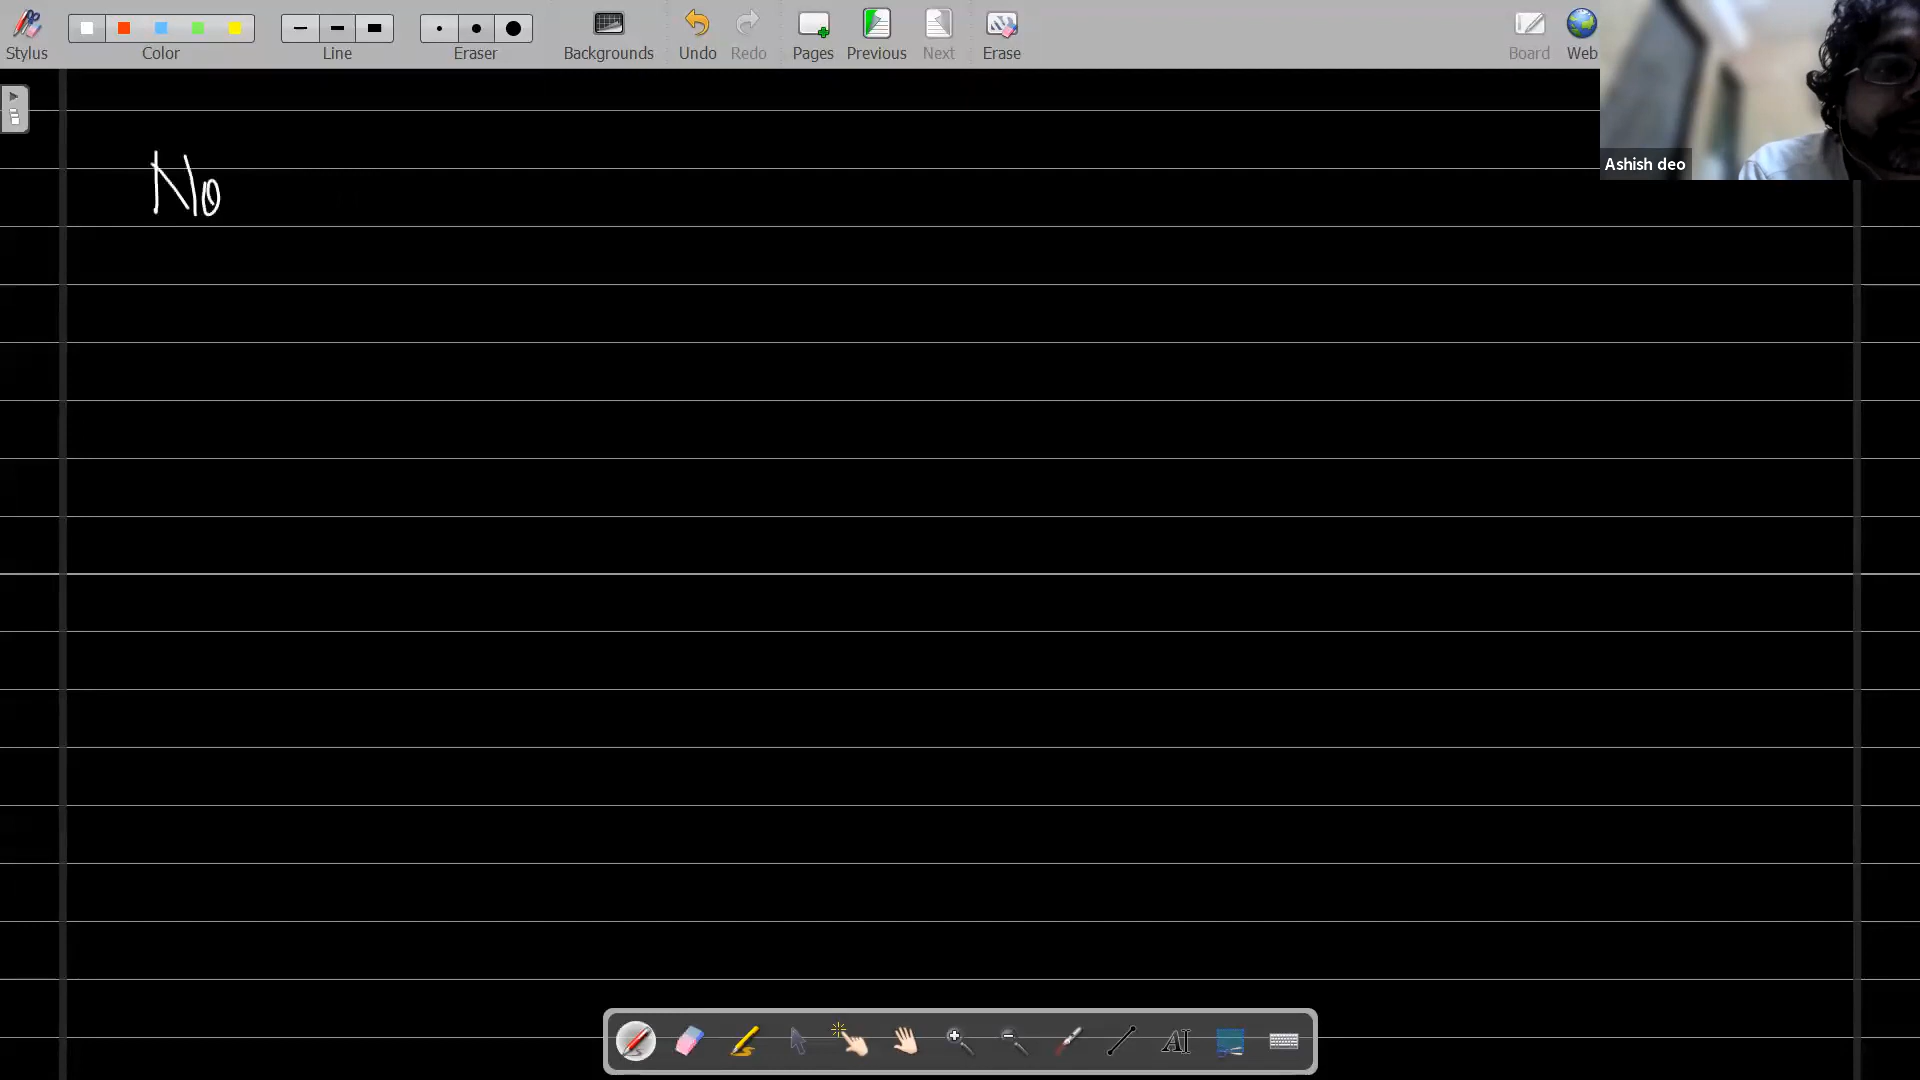 Stylus Color Line Eraser Backgrounds Undo Redo Pages Previous Next Erase Board Web
Ashish deo
No